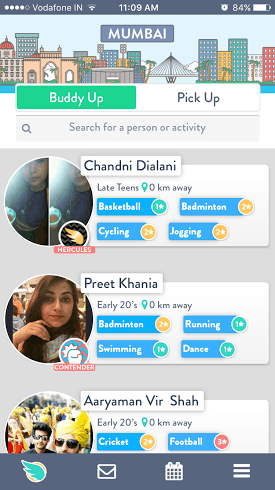 Vodafone IN 11:09 AM 84%
MUMBAI
Buddy Up Pick Up
Search for a person or activity
Chandni Dialani
Late Teens 0 km away
Basketball 1 Badminton 2
Cycling 2 Jogging 2
HERCULES
Preet Khania
Early 20's 0 km away
Badminton 2 Running 1
Swimming 1 Dance 1
CONTENDER
Aaryaman Vir Shah
Early 20's 0 km away
Cricket 2 Football 3